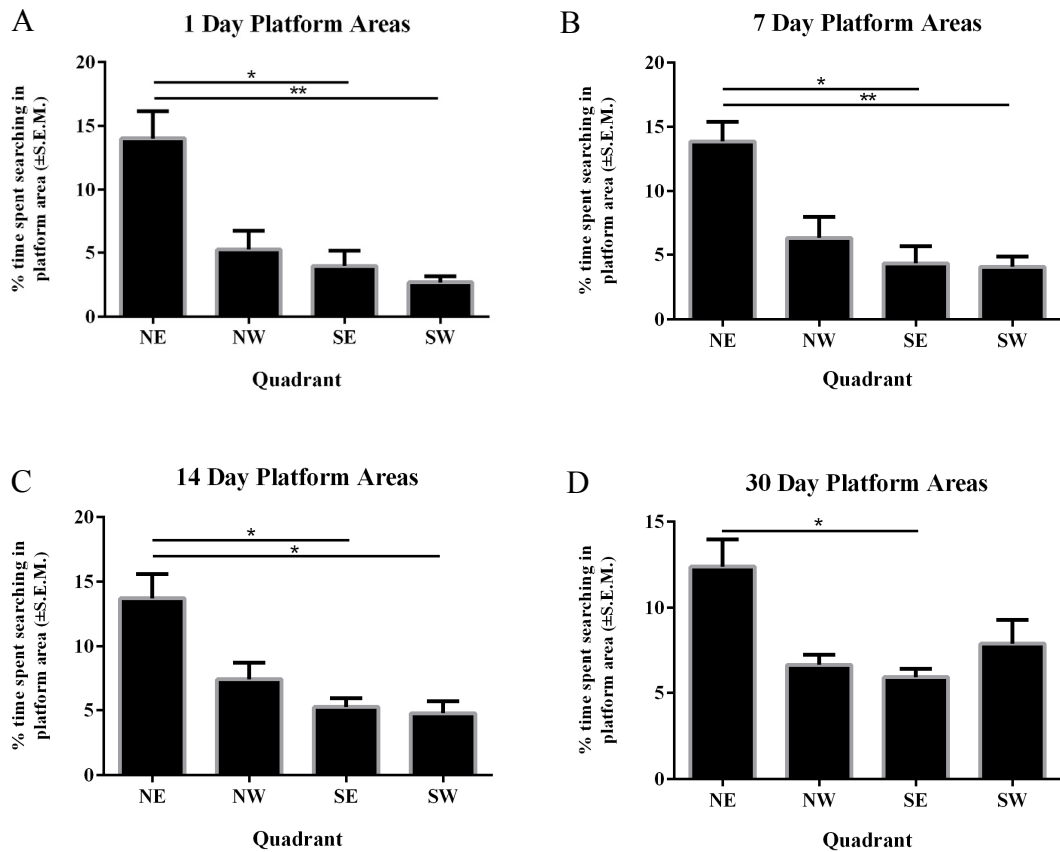 A
1 Day Platform Areas
% time spent searching in
platform area (±S.E.M.)
20
15
10
5
0
*
**
NE NW SE SW
Quadrant
B
7 Day Platform Areas
% time spent searching in
platform area (±S.E.M.)
20
15
10
5
0
*
**
NE NW SE SW
Quadrant
C
14 Day Platform Areas
% time spent searching in
platform area (±S.E.M.)
20
15
10
5
0
*
*
NE NW SE SW
Quadrant
D
30 Day Platform Areas
% time spent searching in
platform area (±S.E.M.)
15
10
5
0
*
NE NW SE SW
Quadrant